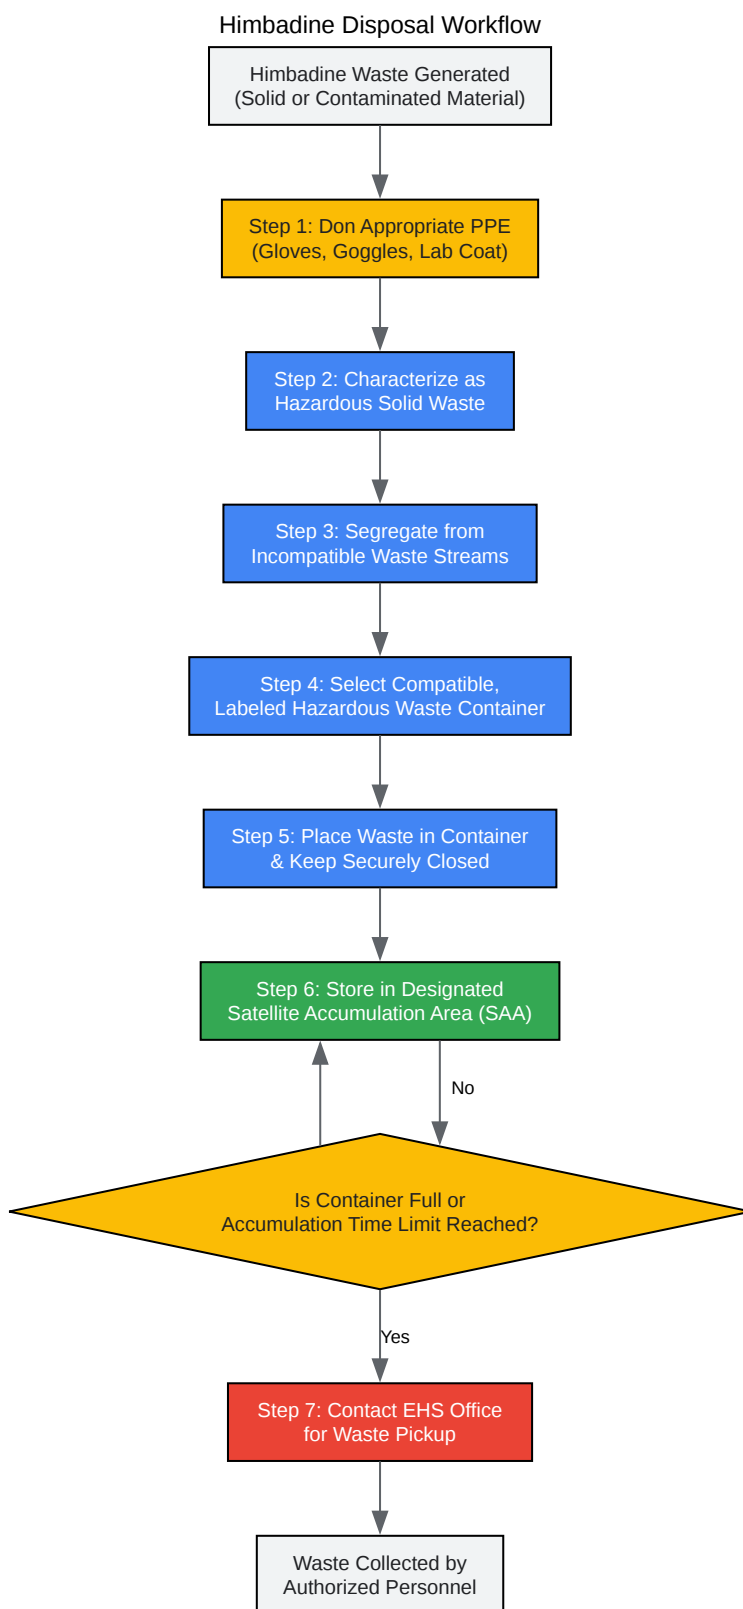 Himbadine Disposal Workflow
Himbadine Waste Generated
(Solid or Contaminated Material)
Step 1: Don Appropriate PPE
(Gloves, Goggles, Lab Coat)
Step 2: Characterize as
Hazardous Solid Waste
Step 3: Segregate from
Incompatible Waste Streams
Step 4: Select Compatible,
Labeled Hazardous Waste Container
Step 5: Place Waste in Container
& Keep Securely Closed
Step 6: Store in Designated
Satellite Accumulation Area (SAA)
No
Is Container Full or
Accumulation Time Limit Reached?
Yes
Step 7: Contact EHS Office
for Waste Pickup
Waste Collected by
Authorized Personnel